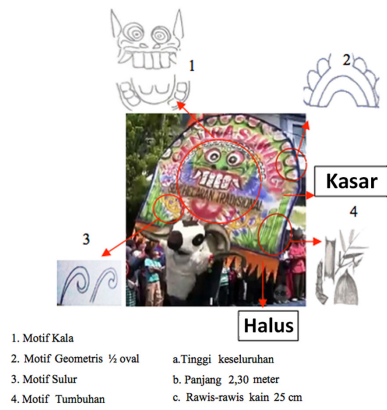 1
2
Kasar
4
3
Halus
1. Motif Kala
2. Motif Geometris ½ oval
3. Motif Sulur
4. Motif Tumbuhan
a.Tinggi keseluruhan
b. Panjang 2,30 meter
c. Rawis-rawis kain 25 cm